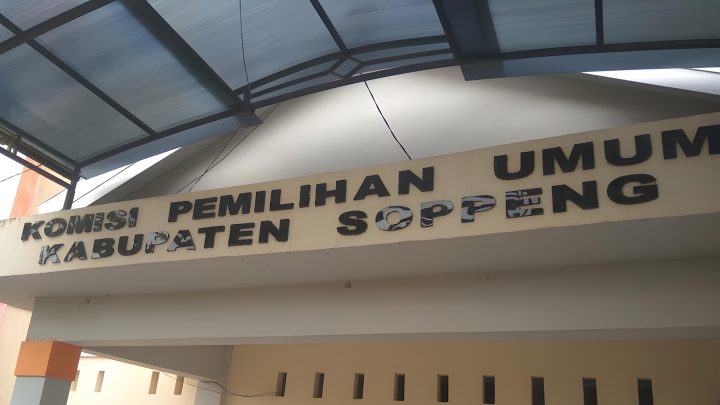 KOMISI PEMILIHAN UMUM
KABUPATEN SOPPENG